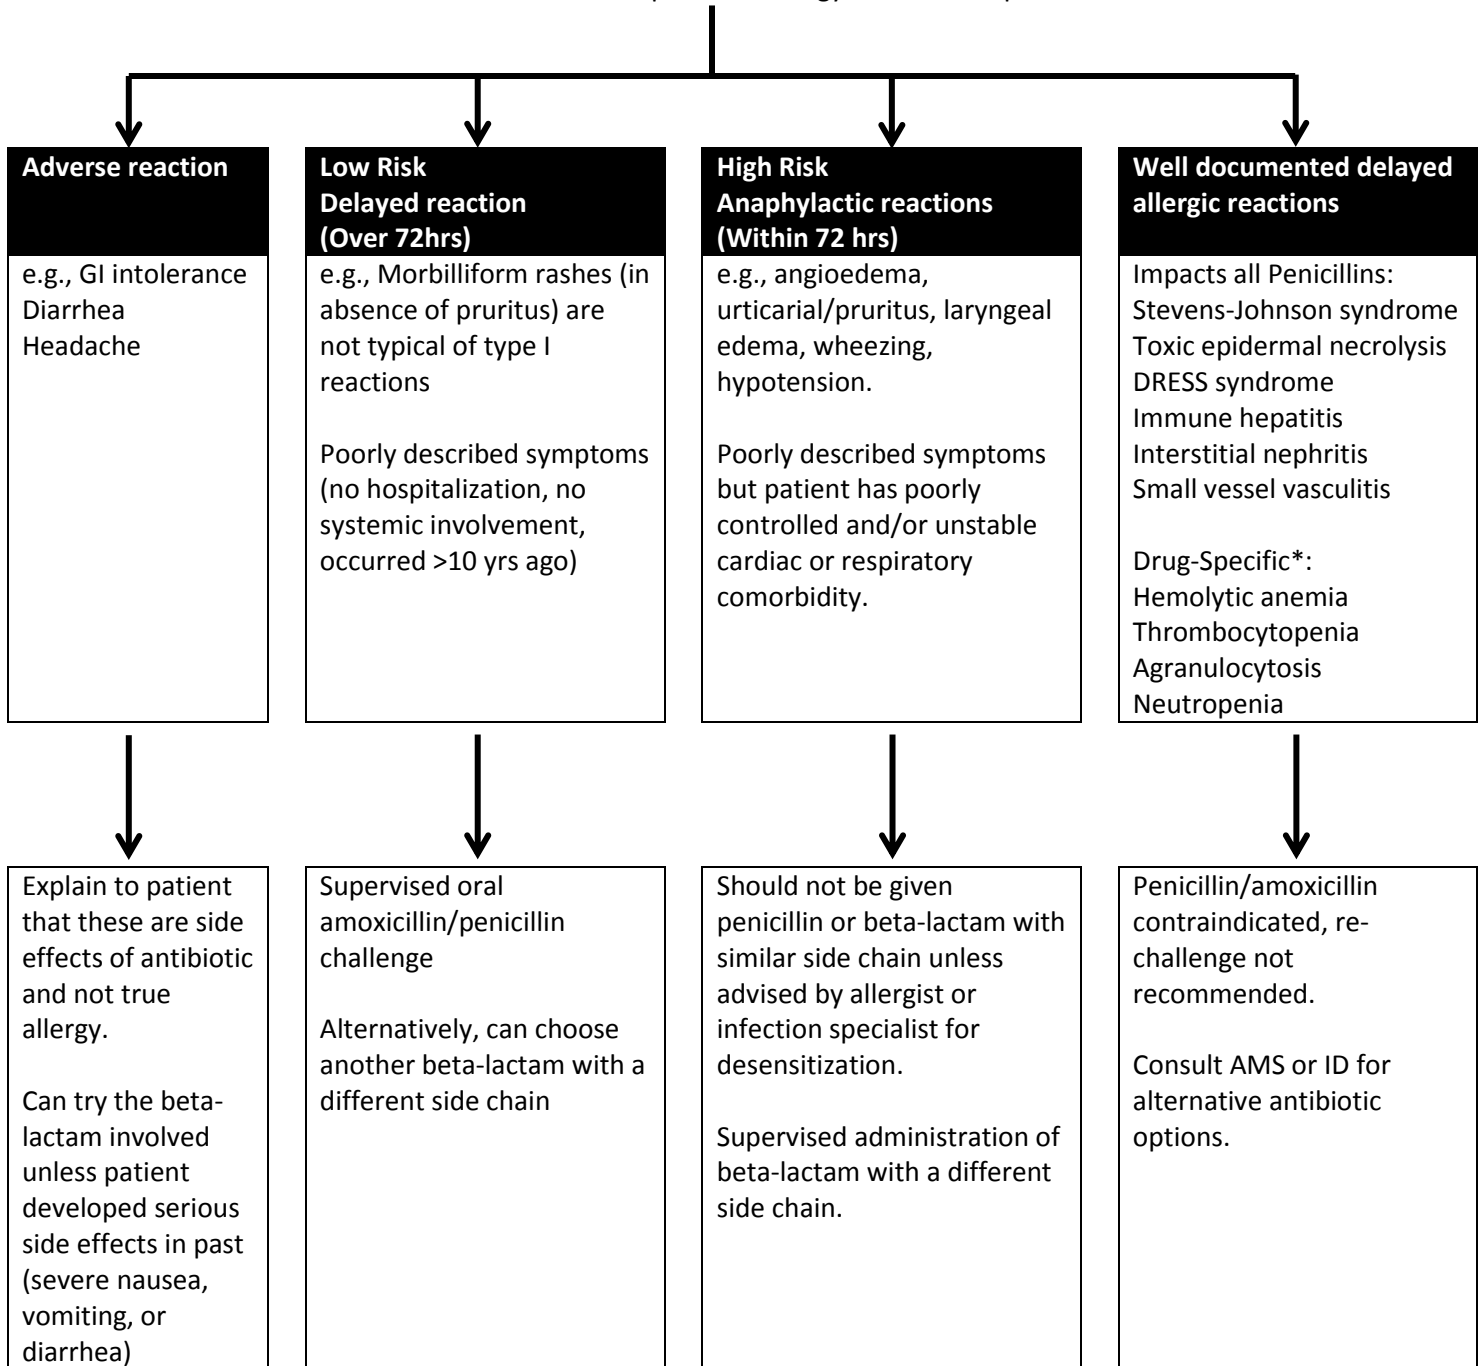 Adverse reaction
e.g., GI intolerance
Diarrhea
Headache
Low Risk
Delayed reaction
(Over 72hrs)
e.g., Morbilliform rashes (in
absence of pruritus) are
not typical of type I
reactions
Poorly described symptoms
(no hospitalization, no
systemic involvement,
occurred >10 yrs ago)
High Risk
Anaphylactic reactions
(Within 72 hrs)
e.g., angioedema,
urticarial/pruritus, laryngeal
edema, wheezing,
hypotension.
Poorly described symptoms
but patient has poorly
controlled and/or unstable
cardiac or respiratory
comorbidity.
Well documented delayed
allergic reactions
Impacts all Penicillins:
Stevens-Johnson syndrome
Toxic epidermal necrolysis
DRESS syndrome
Immune hepatitis
Interstitial nephritis
Small vessel vasculitis
Drug-Specific*:
Hemolytic anemia
Thrombocytopenia
Agranulocytosis
Neutropenia
Explain to patient
that these are side
effects of antibiotic
and not true
allergy.
Can try the beta-
lactam involved
unless patient
developed serious
side effects in past
(severe nausea,
vomiting, or
diarrhea)
Supervised oral
amoxicillin/penicillin
challenge
Alternatively, can choose
another beta-lactam with a
different side chain
Should not be given
penicillin or beta-lactam with
similar side chain unless
advised by allergist or
infection specialist for
desensitization.
Supervised administration of
beta-lactam with a different
side chain.
Penicillin/amoxicillin
contraindicated, re-
challenge not
recommended.
Consult AMS or ID for
alternative antibiotic
options.